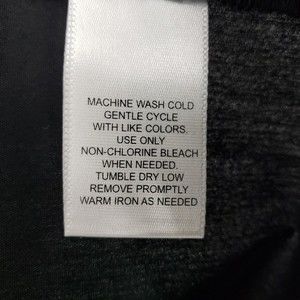 MACHINE WASH COLD
GENTLE CYCLE
WITH LIKE COLORS.
USE ONLY
NON-CHLORINE BLEACH
WHEN NEEDED.
TUMBLE DRY LOW
REMOVE PROMPTLY
WARM IRON AS NEEDED